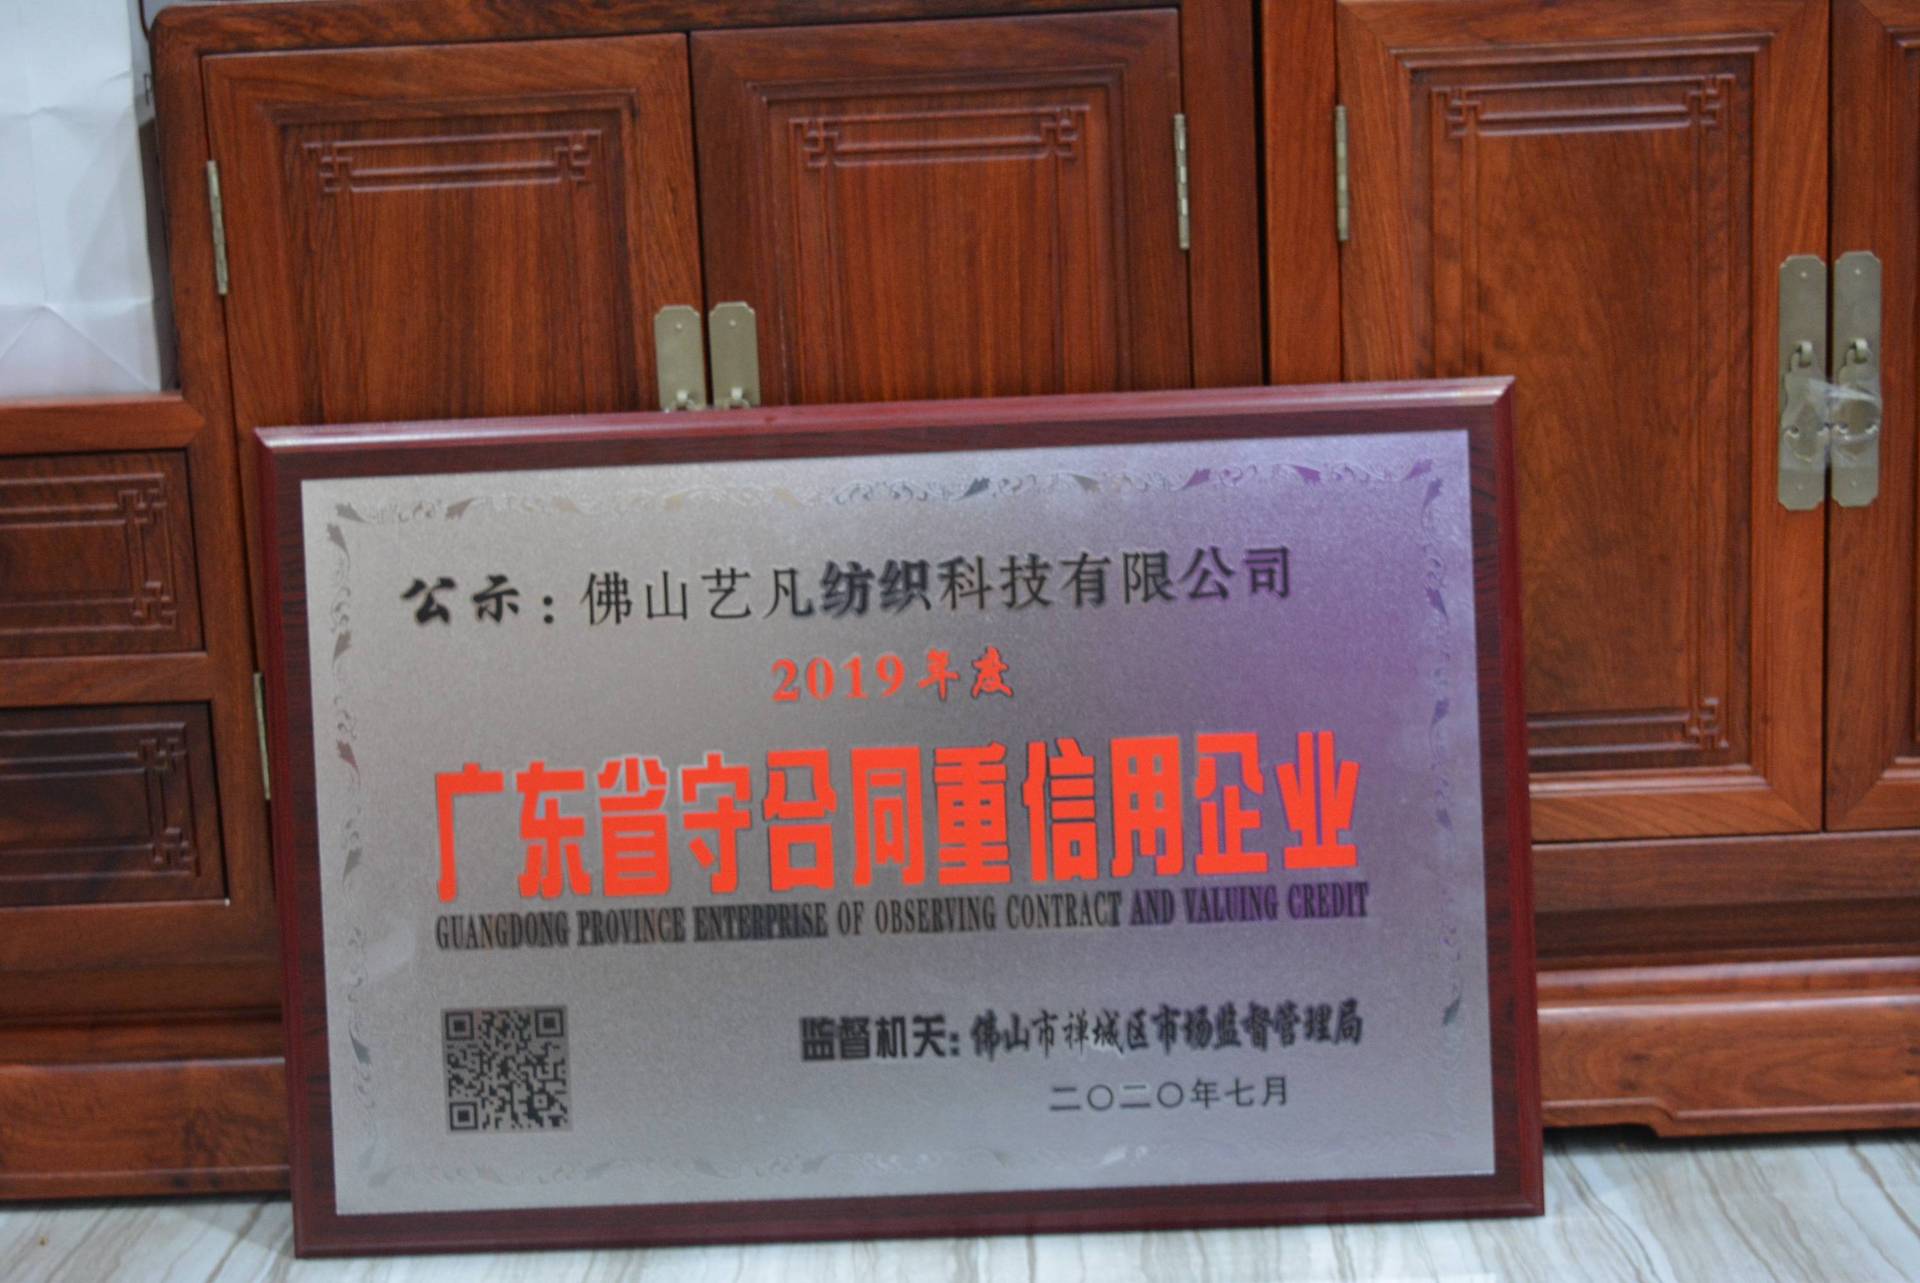 公示：佛山艺凡纺织科技有限公司
2019年度
广东省守合同重信用企业
GUANGDONG PROVINCE ENTERPRISE OF OBSERVING CONTRACT AND VALUING CREDIT
监督机关：佛山市禅城区市场监督管理局
二〇二〇年七月